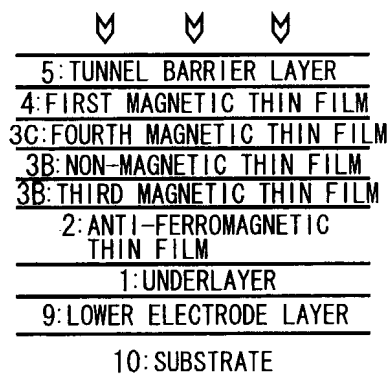 5:TUNNEL BARRIER LAYER
4:FIRST MAGNETIC THIN FILM
3C:FOURTH MAGNETIC THIN FILM
3B:NON-MAGNETIC THIN FILM
3B:THIRD MAGNETIC THIN FILM
2:ANTI-FERROMAGNETIC
THIN FILM
1:UNDERLAYER
9:LOWER ELECTRODE LAYER
10:SUBSTRATE